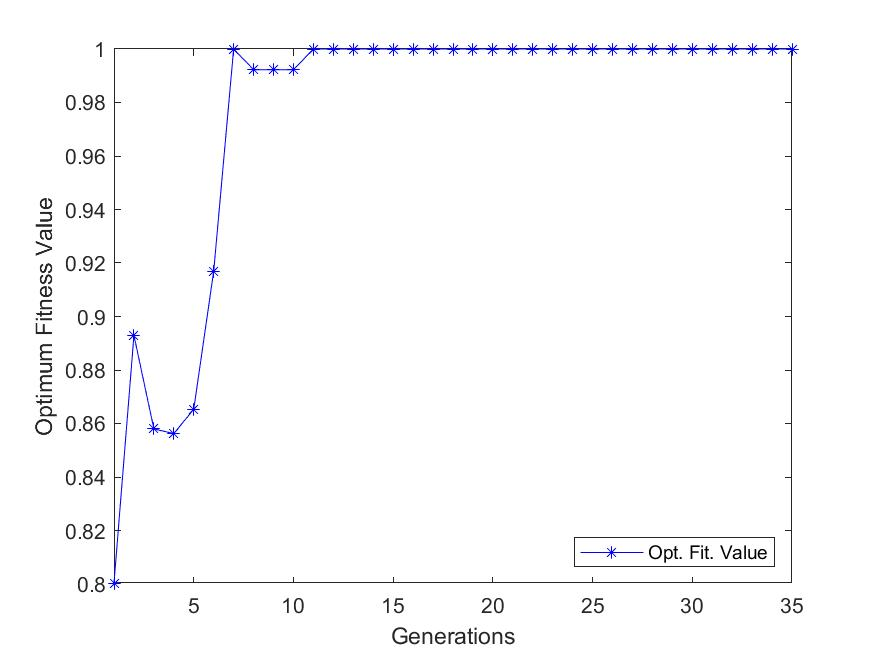 1
0.98
0.96
0.94
0.92
0.9
0.88
0.86
0.84
0.82
0.8
Optimum Fitness Value
Opt. Fit. Value
5 10 15 20 25 30 35
Generations